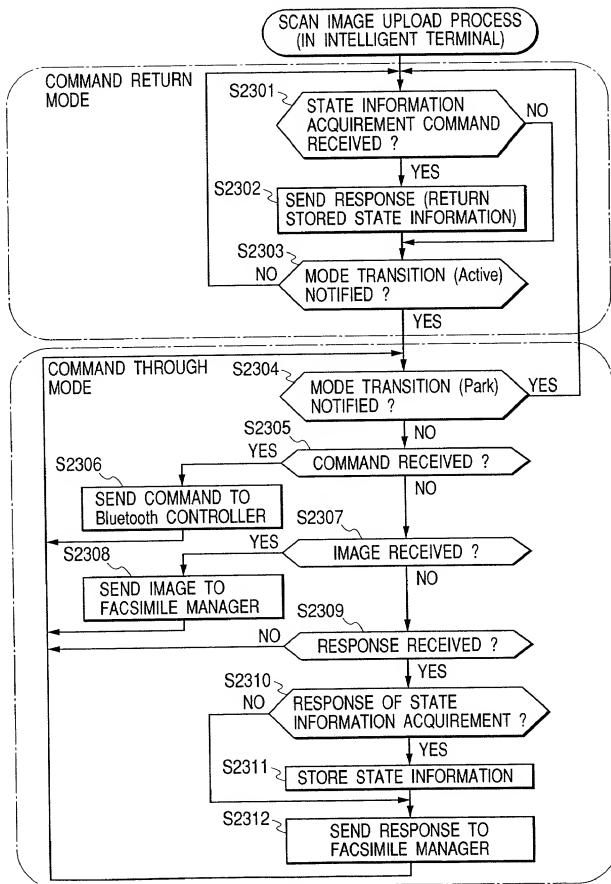 SCAN IMAGE UPLOAD PROCESS
(IN INTELLIGENT TERMINAL)
COMMAND RETURN
MODE
S2301
STATE INFORMATION
ACQUIREMENT COMMAND
RECEIVED ?
NO
YES
S2302
SEND RESPONSE (RETURN
STORED STATE INFORMATION)
S2303
NO
MODE TRANSITION (Active)
NOTIFIED ?
YES
COMMAND THROUGH
MODE
S2304
MODE TRANSITION (Park)
NOTIFIED ?
YES
NO
S2305
YES
COMMAND RECEIVED ?
S2306
SEND COMMAND TO
Bluetooth CONTROLLER
NO
S2307
YES
IMAGE RECEIVED ?
S2308
SEND IMAGE TO
FACSIMILE MANAGER
NO
S2309
NO
RESPONSE RECEIVED ?
YES
S2310
NO
RESPONSE OF STATE
INFORMATION ACQUIREMENT ?
YES
S2311
STORE STATE INFORMATION
S2312
SEND RESPONSE TO
FACSIMILE MANAGER